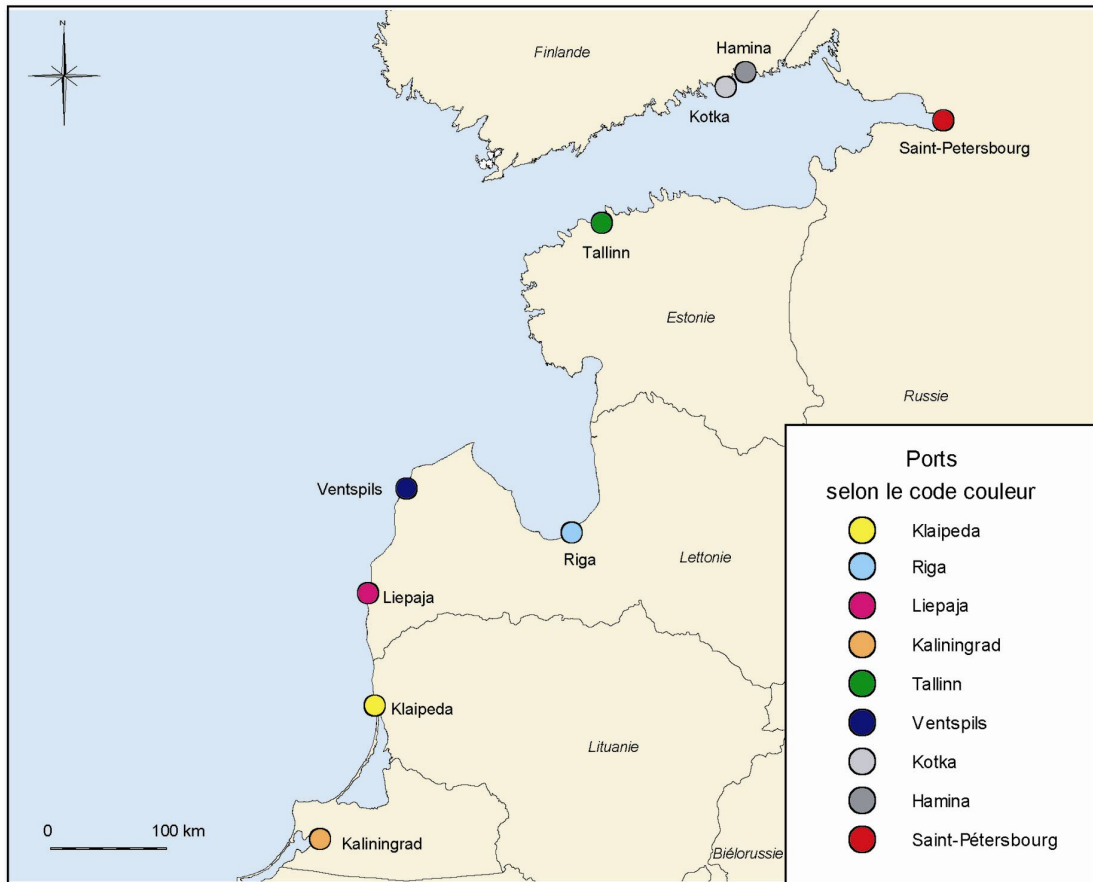 N
Finlande
Hamina
Kotka
Saint-Petersbourg
Tallinn
Estonie
Russie
Ventspils
Riga
Lettonie
Liepaja
Klaipeda
Lituanie
Kaliningrad
Biélorussie
0 100 km
Ports
selon le code couleur
Klaipeda
Riga
Liepaja
Kaliningrad
Tallinn
Ventspils
Kotka
Hamina
Saint-Pétersbourg